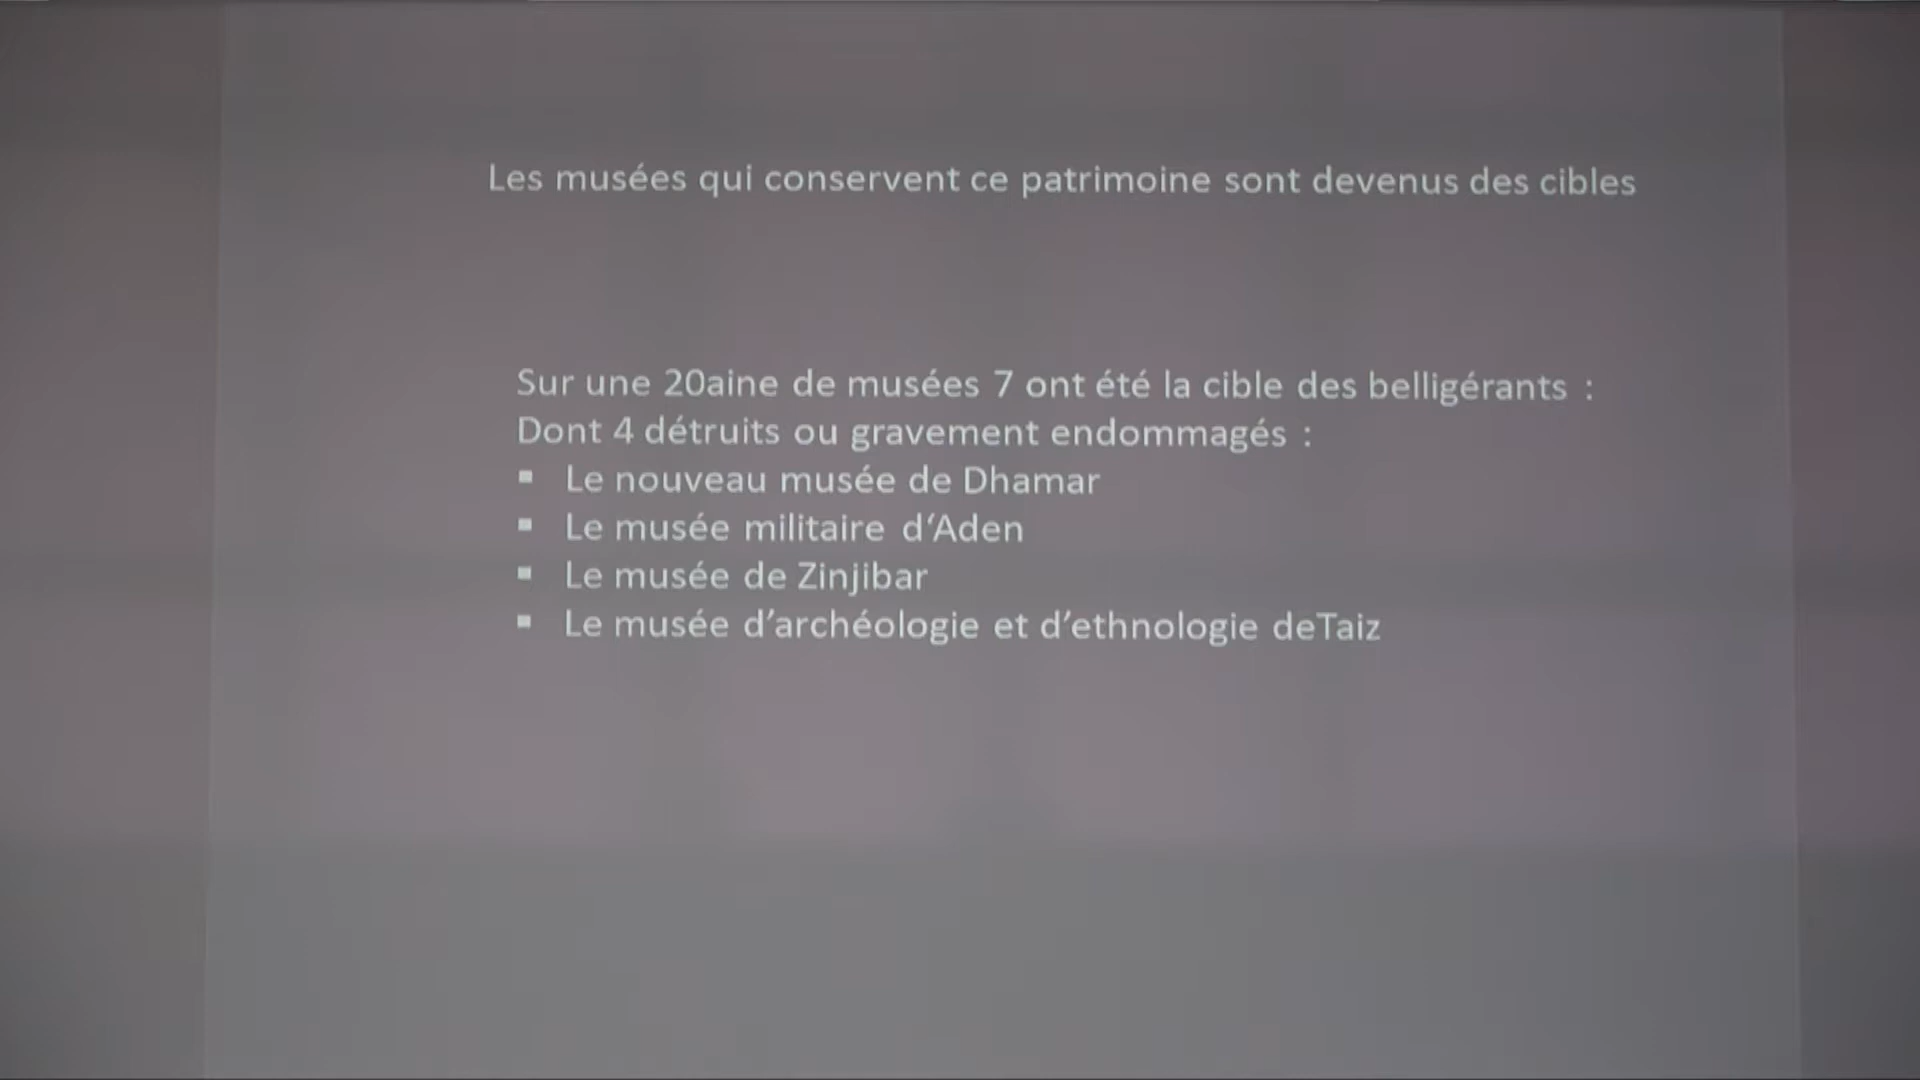 Les musées qui conservent ce patrimoine sont devenus des cibles
Sur une 20aine de musées 7 ont été la cible des belligérants :
Dont 4 détruits ou gravement endommagés :
▪ Le nouveau musée de Dhamar
▪ Le musée militaire d‘Aden
▪ Le musée de Zinjibar
▪ Le musée d’archéologie et d’ethnologie deTaiz